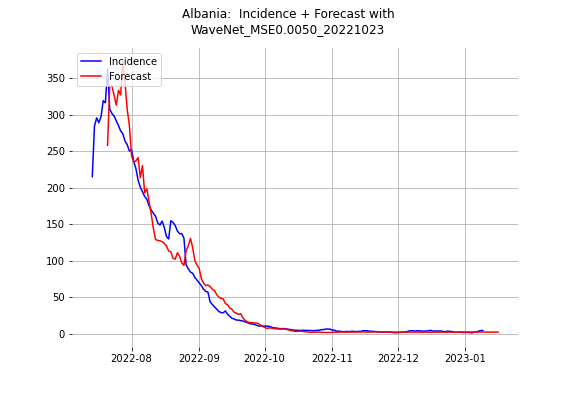 Albania:  Incidence + Forecast with
WaveNet_MSE0.0050_20221023
Incidence
Forecast
350
300
250
200
150
100
50
0
2022-08 2022-09 2022-10 2022-11 2022-12 2023-01